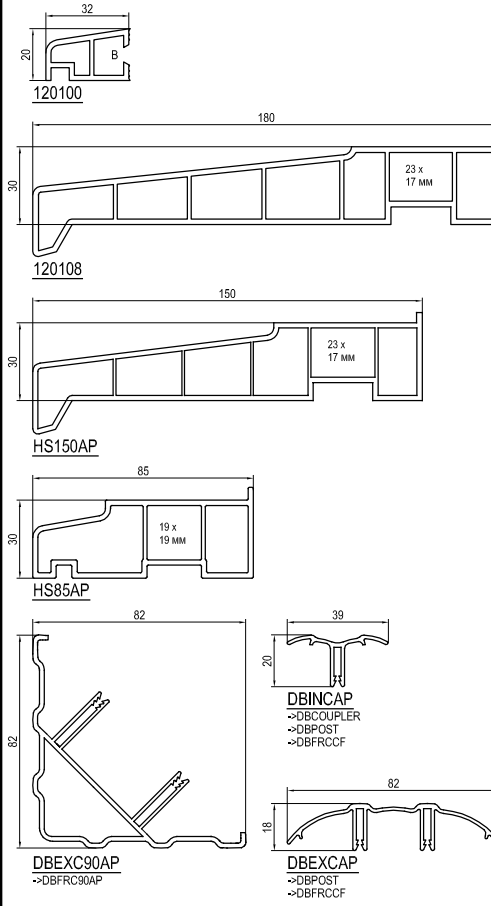 32
20
B
120100
180
30
23 x
17 мм
120108
150
30
23 x
17 мм
HS150AP
85
30
19 x
19 мм
HS85AP
82
82
DBEXC90AP
->DBFRC90AP
39
20
DBINCAP
->DBCOUPLER
->DBPOST
->DBFRCCF
82
18
DBEXCAP
->DBPOST
->DBFRCCF